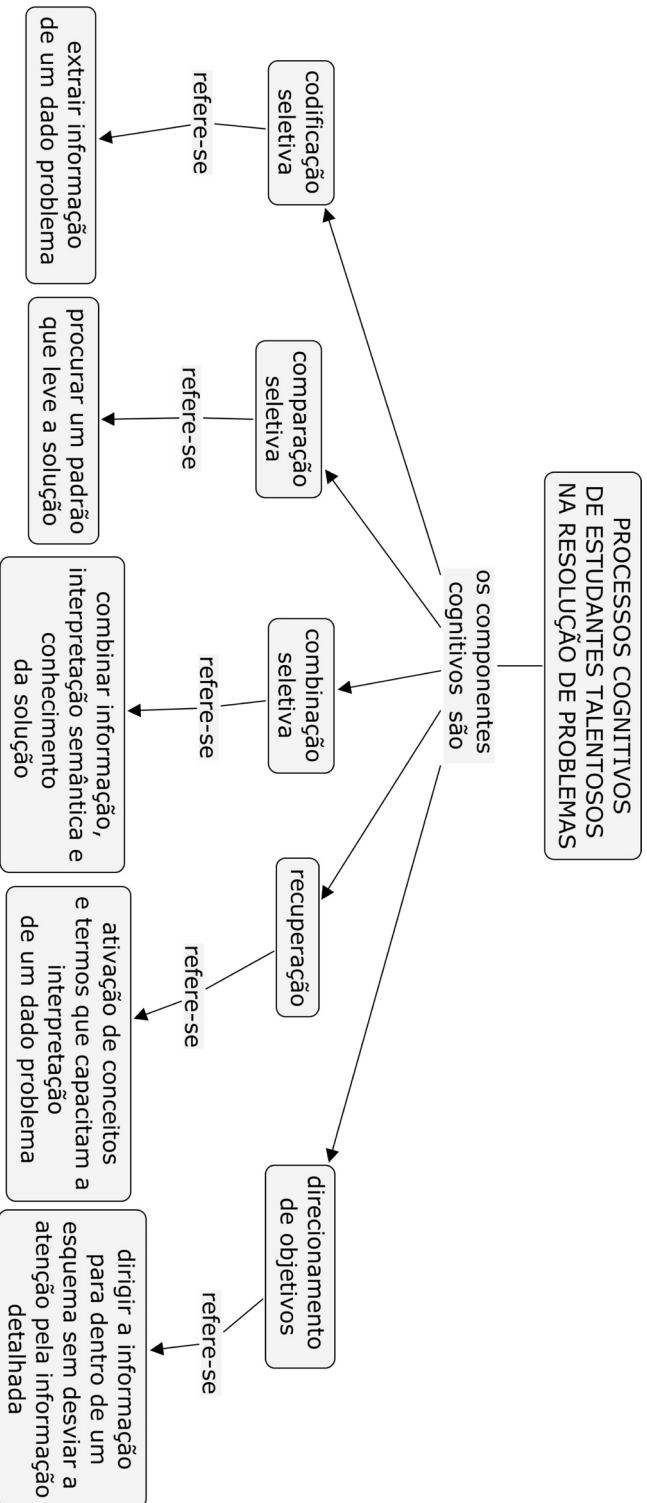 PROCESSOS COGNITIVOS
DE ESTUDANTES TALENTOSOS
NA RESOLUÇÃO DE PROBLEMAS
os componentes
cognitivos são
codificação
seletiva
refere-se
extrair informação
de um dado problema
comparação
seletiva
refere-se
procurar um padrão
que leve a solução
combinação
seletiva
refere-se
combinar informação,
interpretação semântica e
conhecimento
da solução
recuperação
refere-se
ativação de conceitos
e termos que capacitam a
interpretação
de um dado problema
direcionamento
de objetivos
refere-se
dirigir a informação
para dentro de um
esquema sem desviar a
atenção pela informação
detalhada